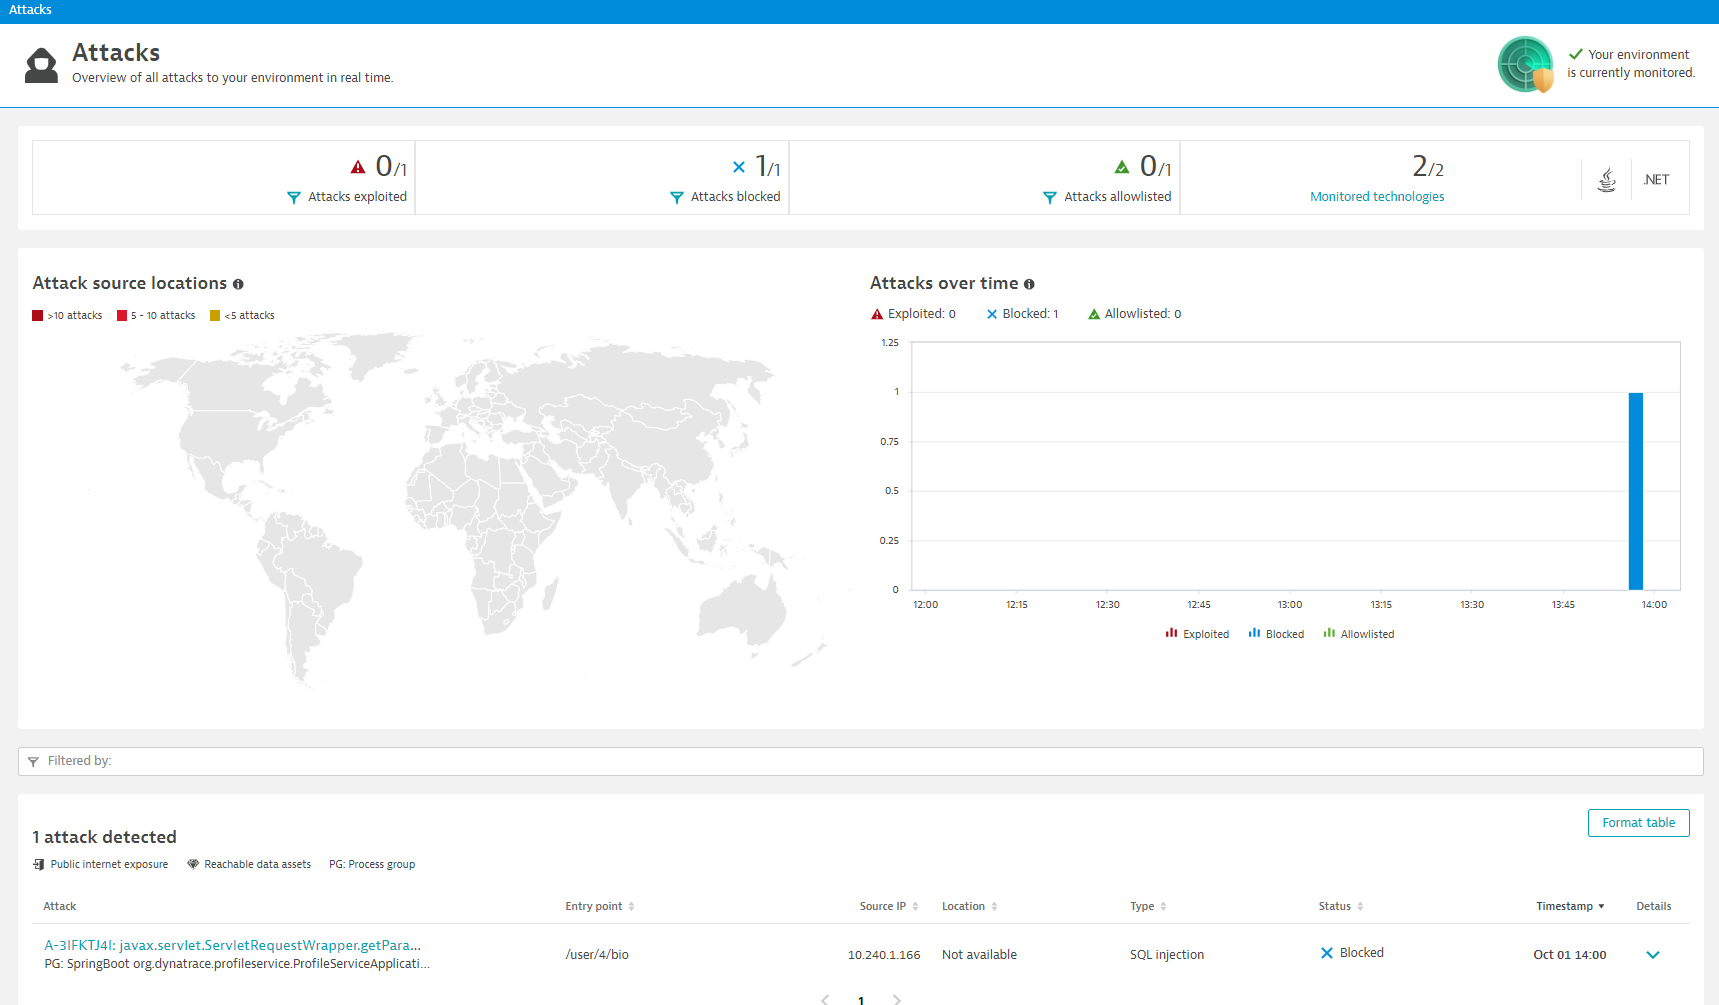 Attacks
Attacks
Overview of all attacks to your environment in real time.
Your environment
is currently monitored.
0/1
Attacks exploited
1/1
Attacks blocked
0/1
Attacks allowlisted
2/2
Monitored technologies
.NET
Attack source locations
>10 attacks 5 - 10 attacks <5 attacks
Attacks over time
Exploited: 0 Blocked: 1 Allowlisted: 0
1.25
1
0.75
0.5
0.25
0
12:00 12:15 12:30 12:45 13:00 13:15 13:30 13:45 14:00
Exploited Blocked Allowlisted
Filtered by:
1 attack detected
Format table
Public internet exposure Reachable data assets PG: Process group
Attack Entry point Source IP Location Type Status Timestamp Details
A-3IFKTJ4I: javax.servlet.ServletRequestWrapper.getPara...
PG: SpringBoot org.dynatrace.profileservice.ProfileServiceApplicati...
/user/4/bio 10.240.1.166 Not available SQL injection Blocked Oct 01 14:00
1